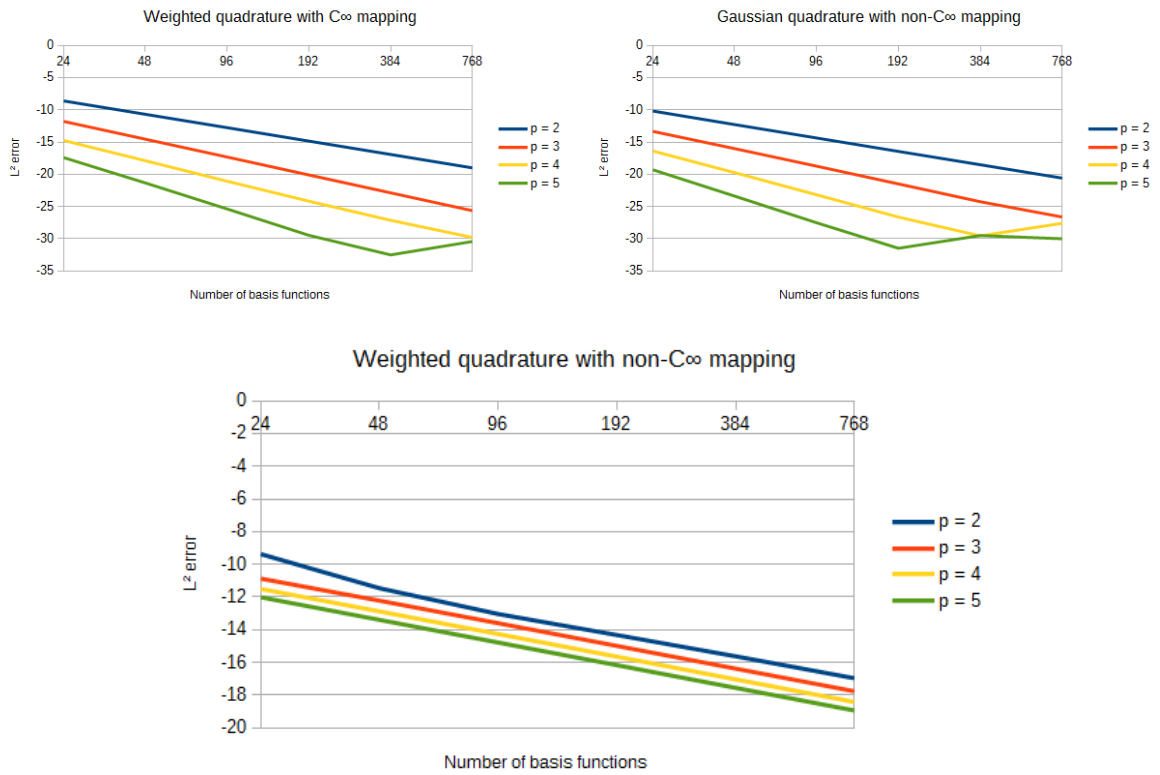 Weighted quadrature with C∞ mapping
0
24 48 96 192 384 768
-5
-10
-15
-20
-25
-30
-35
L² error
Number of basis functions
p = 2
p = 3
p = 4
p = 5
Gaussian quadrature with non-C∞ mapping
0
24 48 96 192 384 768
-5
-10
-15
-20
-25
-30
-35
L² error
Number of basis functions
p = 2
p = 3
p = 4
p = 5
Weighted quadrature with non-C∞ mapping
0
24 48 96 192 384 768
-2
-4
-6
-8
-10
-12
-14
-16
-18
-20
L² error
Number of basis functions
p = 2
p = 3
p = 4
p = 5